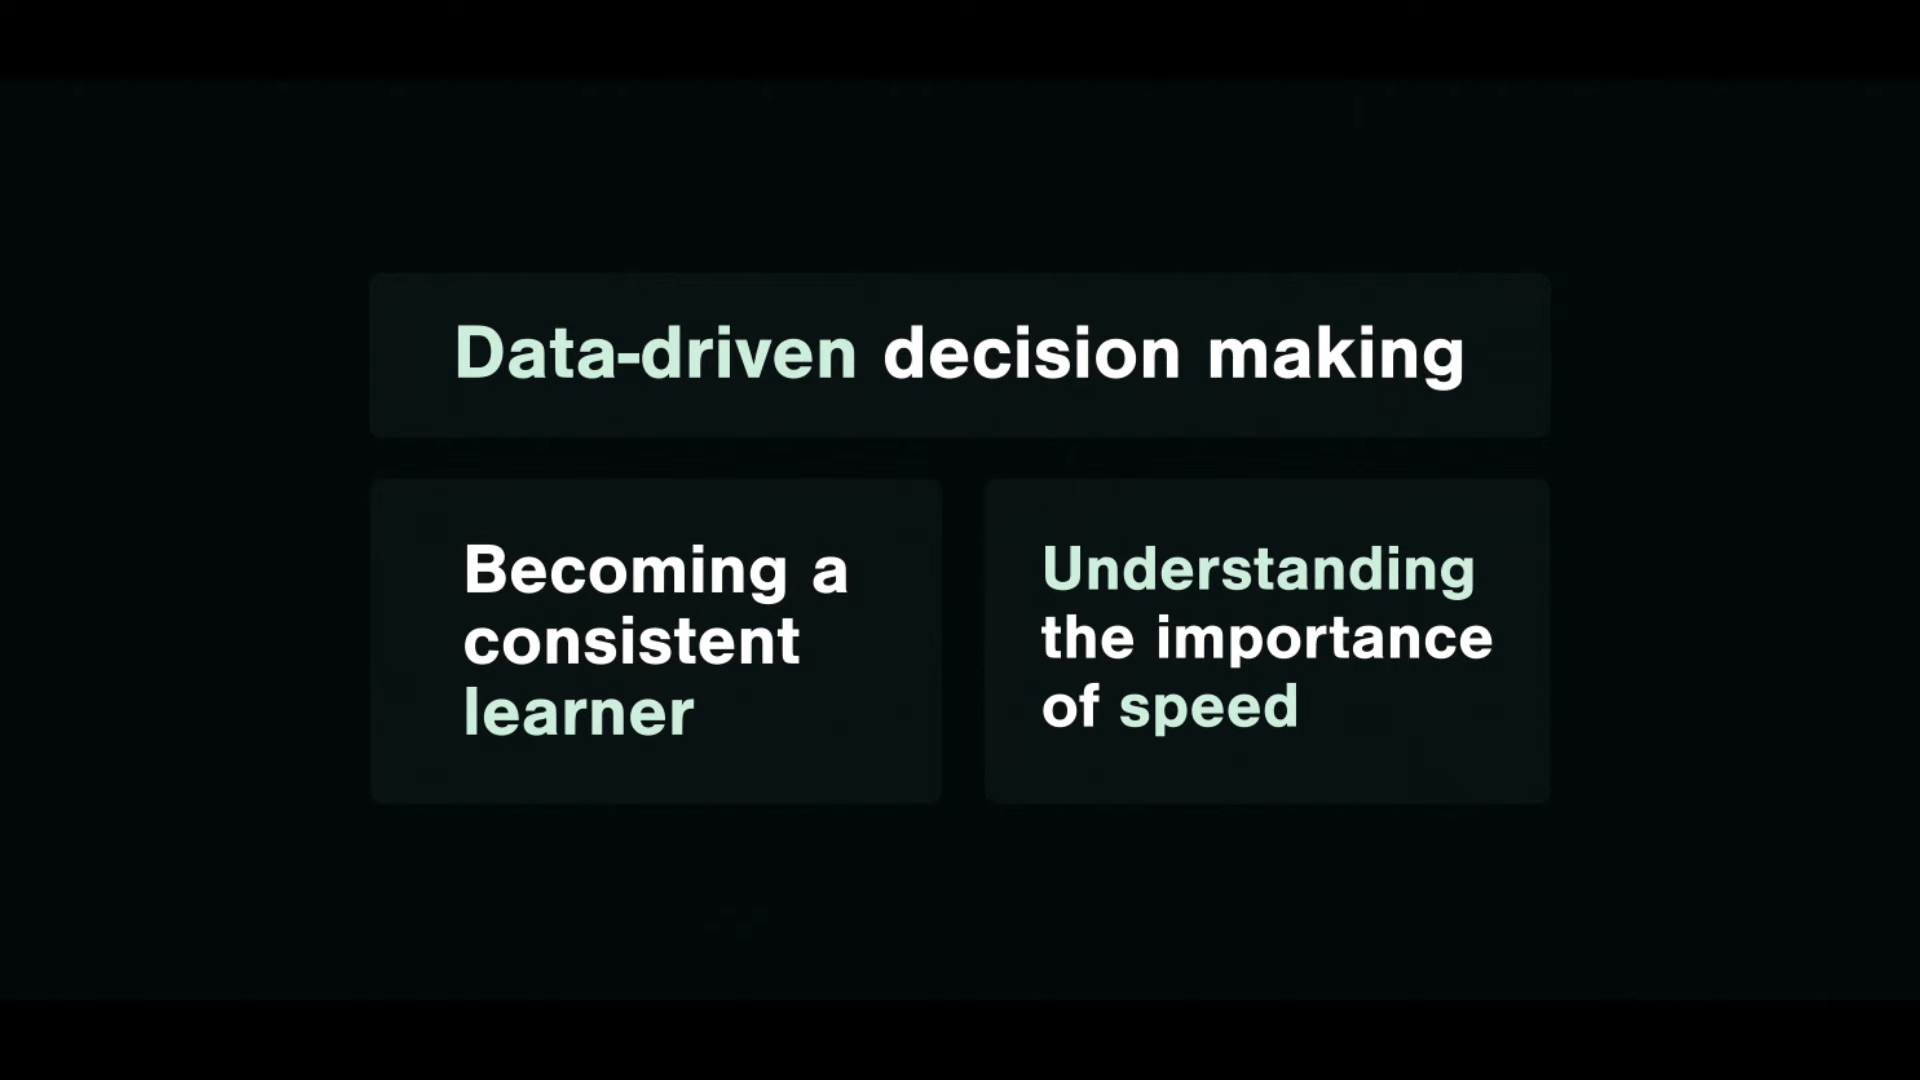 Data-driven decision making
Becoming a
consistent
learner
Understanding
the importance
of speed